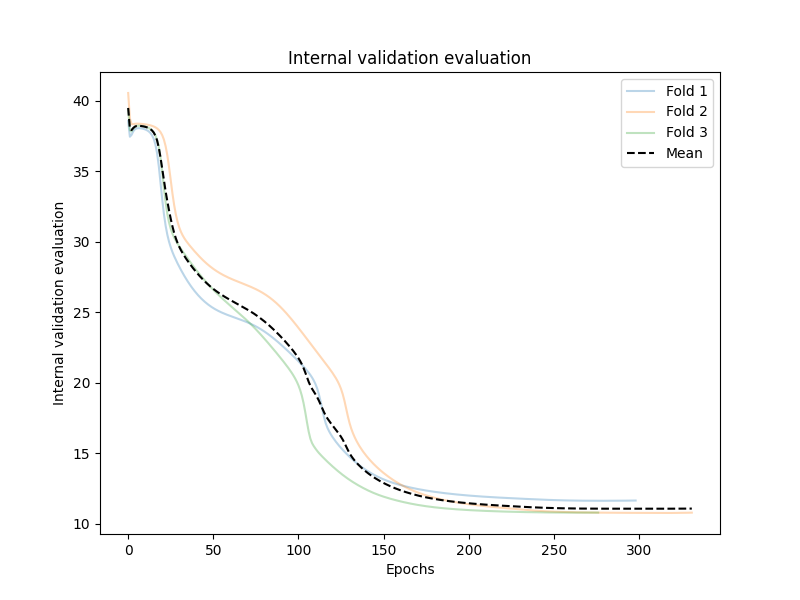 Internal validation evaluation
Fold 1
Fold 2
Fold 3
Mean
Internal validation evaluation
40
35
30
25
20
15
10
0 50 100 150 200 250 300
Epochs